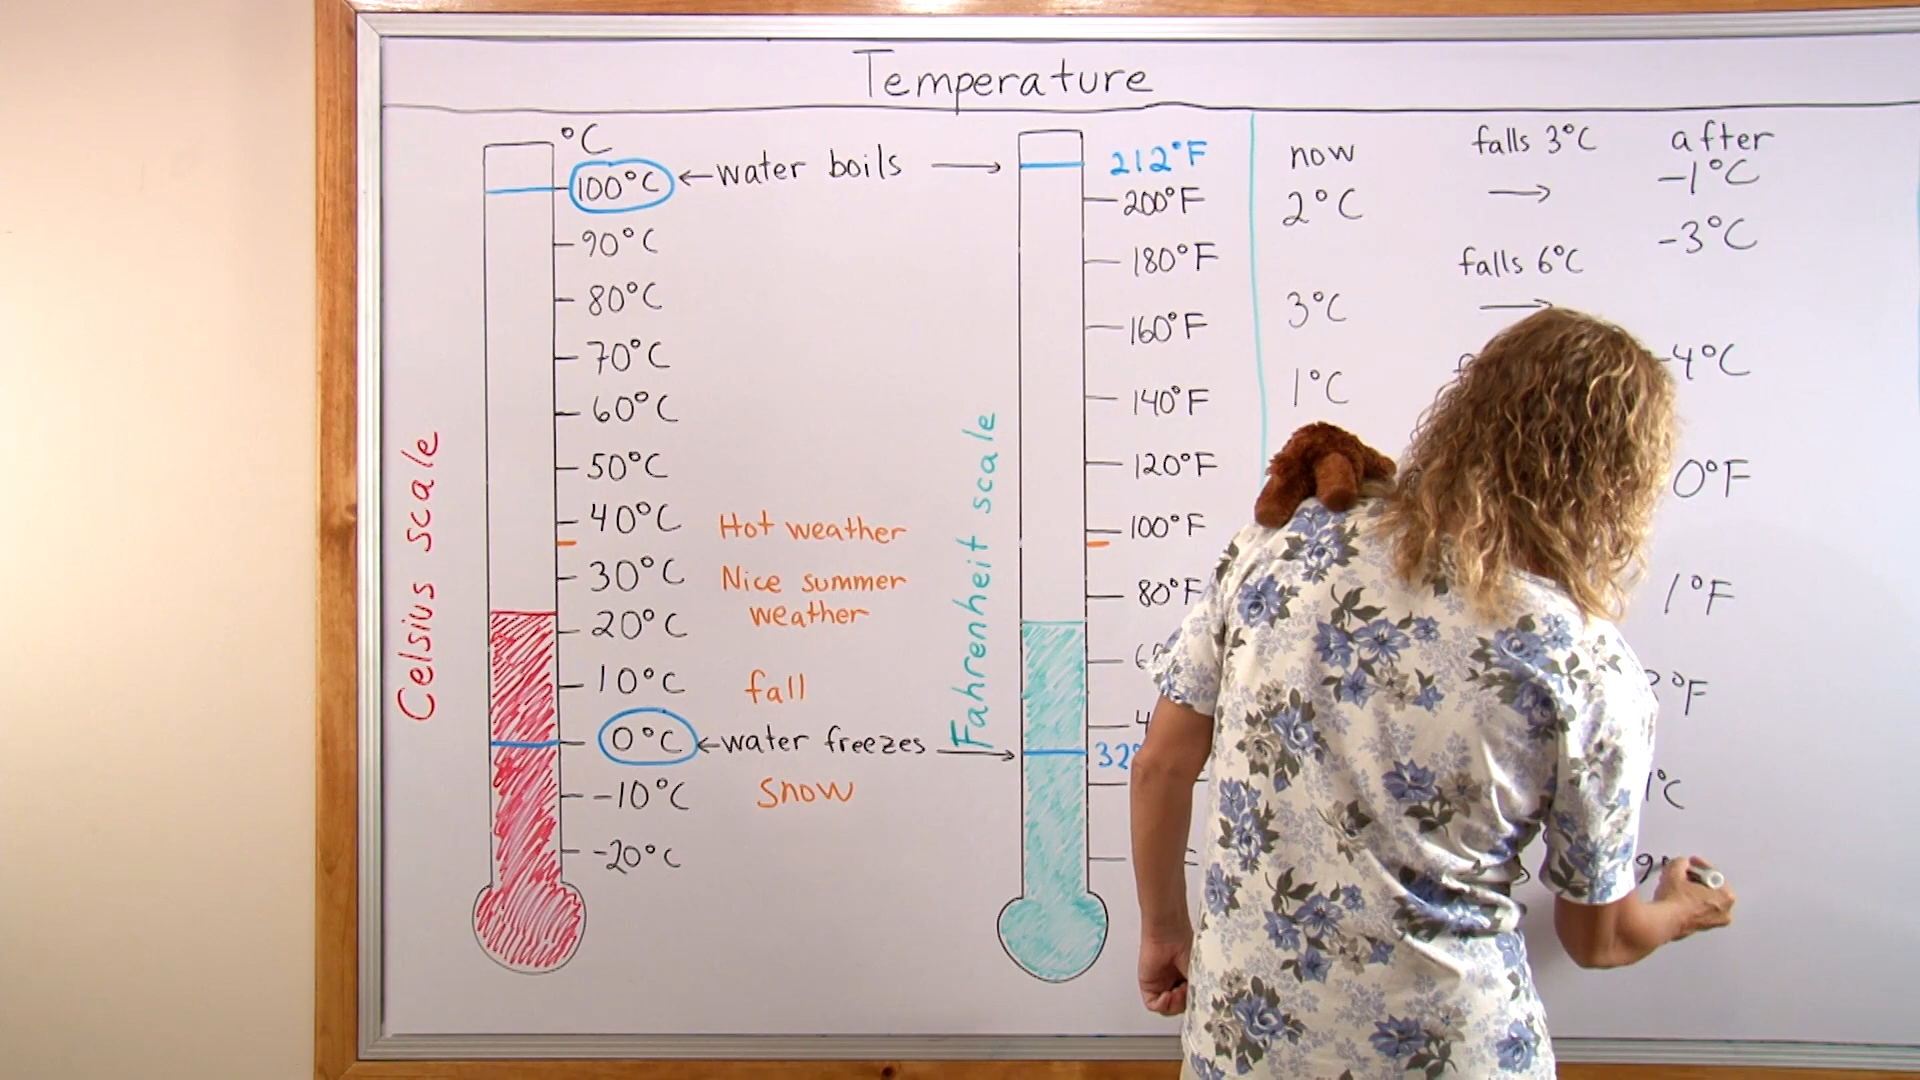 Temperature
°C
100°C
←water boils →
90°C
80°C
70°C
60°C
50°C
40°C
30°C
20°C
10°C
0°C
←water freezes →
-10°C
-20°C
Hot weather
Nice summer
weather
fall
snow
Celsius scale
Fahrenheit scale
212°F
200°F
180°F
160°F
140°F
120°F
100°F
80°F
now
2°C
3°C
1°C
falls 3°C
→
falls 6°C
→
after
-1°C
-3°C
-4°C
0°F
1°F
°F
°C